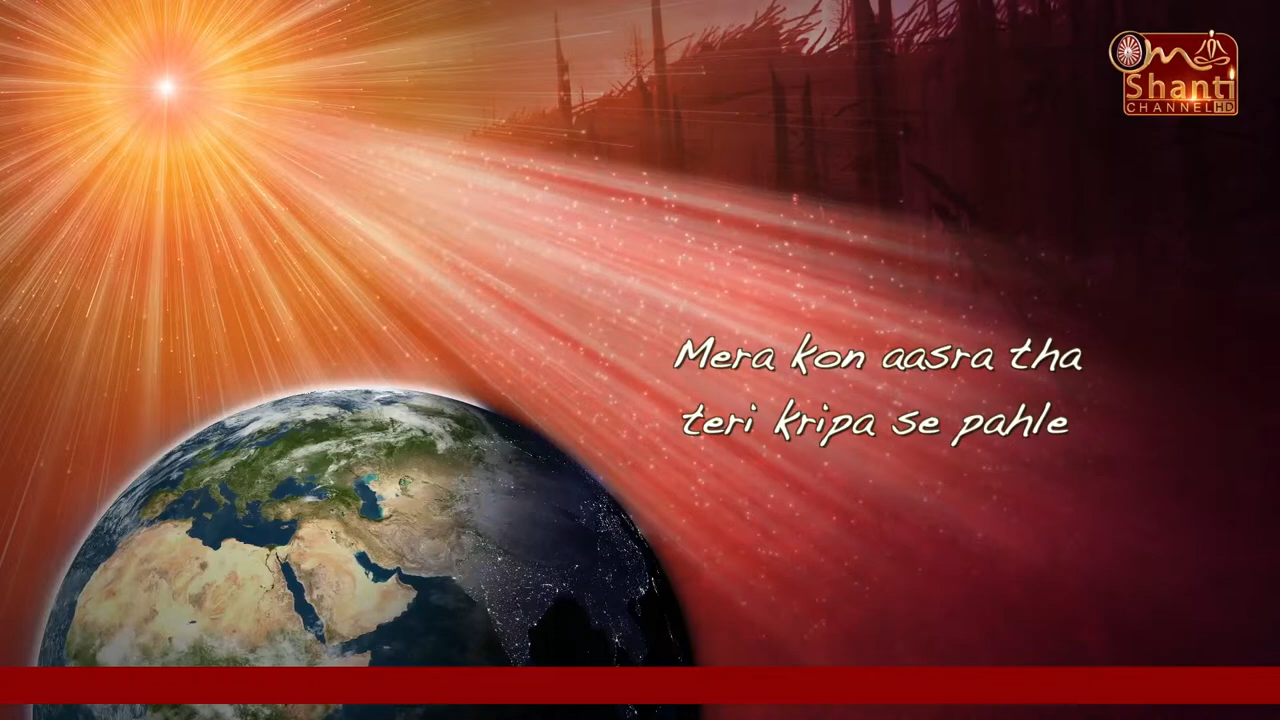 Om
Shanti
CHANNEL HD
Mera kon aasra tha
teri kripa se pahle